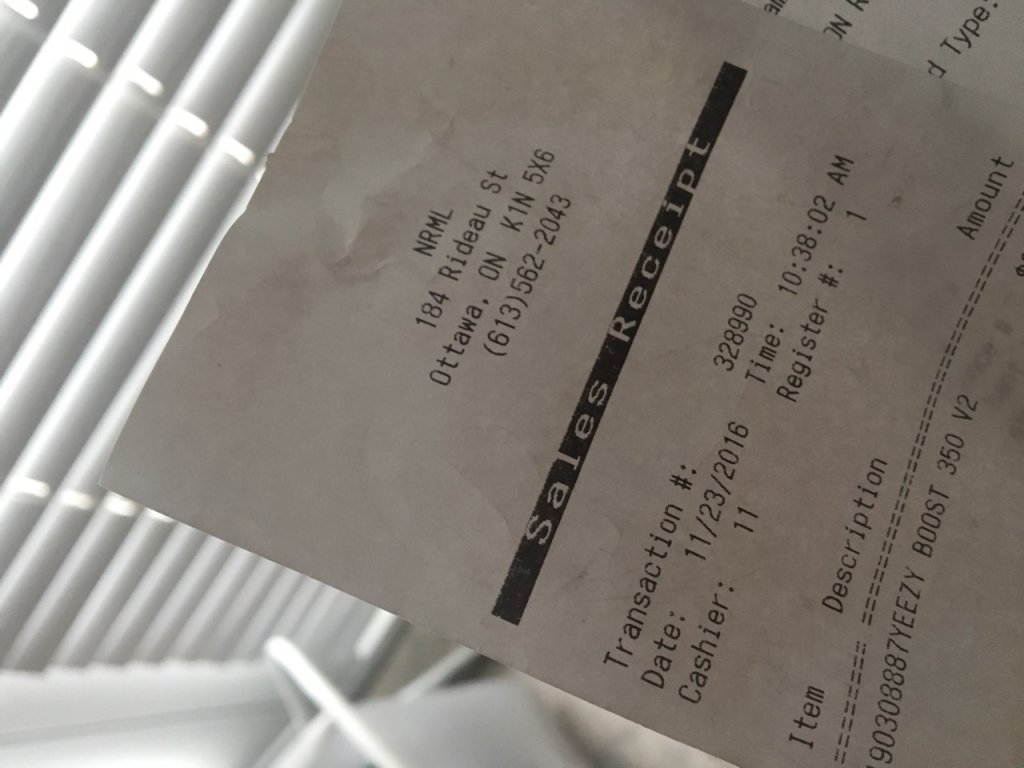 NRML
184 Rideau St
Ottawa, ON K1N 5X6
(613)562-2043
Sales Receipt
Transaction #: 328990
Date: 11/23/2016 Time: 10:38:02 AM
Cashier: 11 Register #: 1
Item Description Amount
======= ==============================
190308887YEEZY BOOST 350 V2
Type: